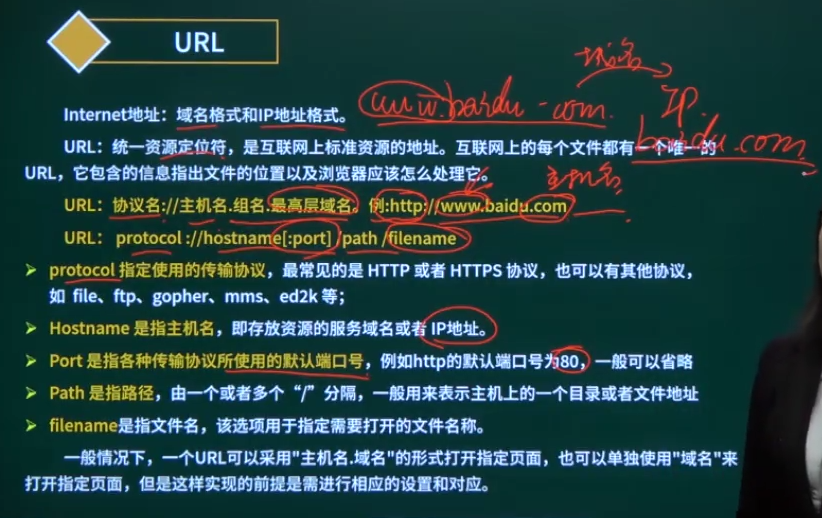 URL
域名
www.baidu.com
IP.
Internet地址：域名格式和IP地址格式。
baidu.com
URL：统一资源定位符，是互联网上标准资源的地址。互联网上的每个文件都有一个唯一的
URL，它包含的信息指出文件的位置以及浏览器应该怎么处理它。
主机名
URL：协议名://主机名.组名.最高层域名。例:http://www.baidu.com
URL： protocol ://hostname[:port] /path /filename
➢ protocol 指定使用的传输协议，最常见的是 HTTP 或者 HTTPS 协议，也可以有其他协议，
如 file、ftp、gopher、mms、ed2k 等；
➢ Hostname 是指主机名，即存放资源的服务域名或者 IP地址。
➢ Port 是指各种传输协议所使用的默认端口号，例如http的默认端口号为80，一般可以省略
➢ Path 是指路径，由一个或者多个“/”分隔，一般用来表示主机上的一个目录或者文件地址
➢ filename是指文件名，该选项用于指定需要打开的文件名称。
一般情况下，一个URL可以采用"主机名.域名"的形式打开指定页面，也可以单独使用"域名"来
打开指定页面，但是这样实现的前提是需进行相应的设置和对应。